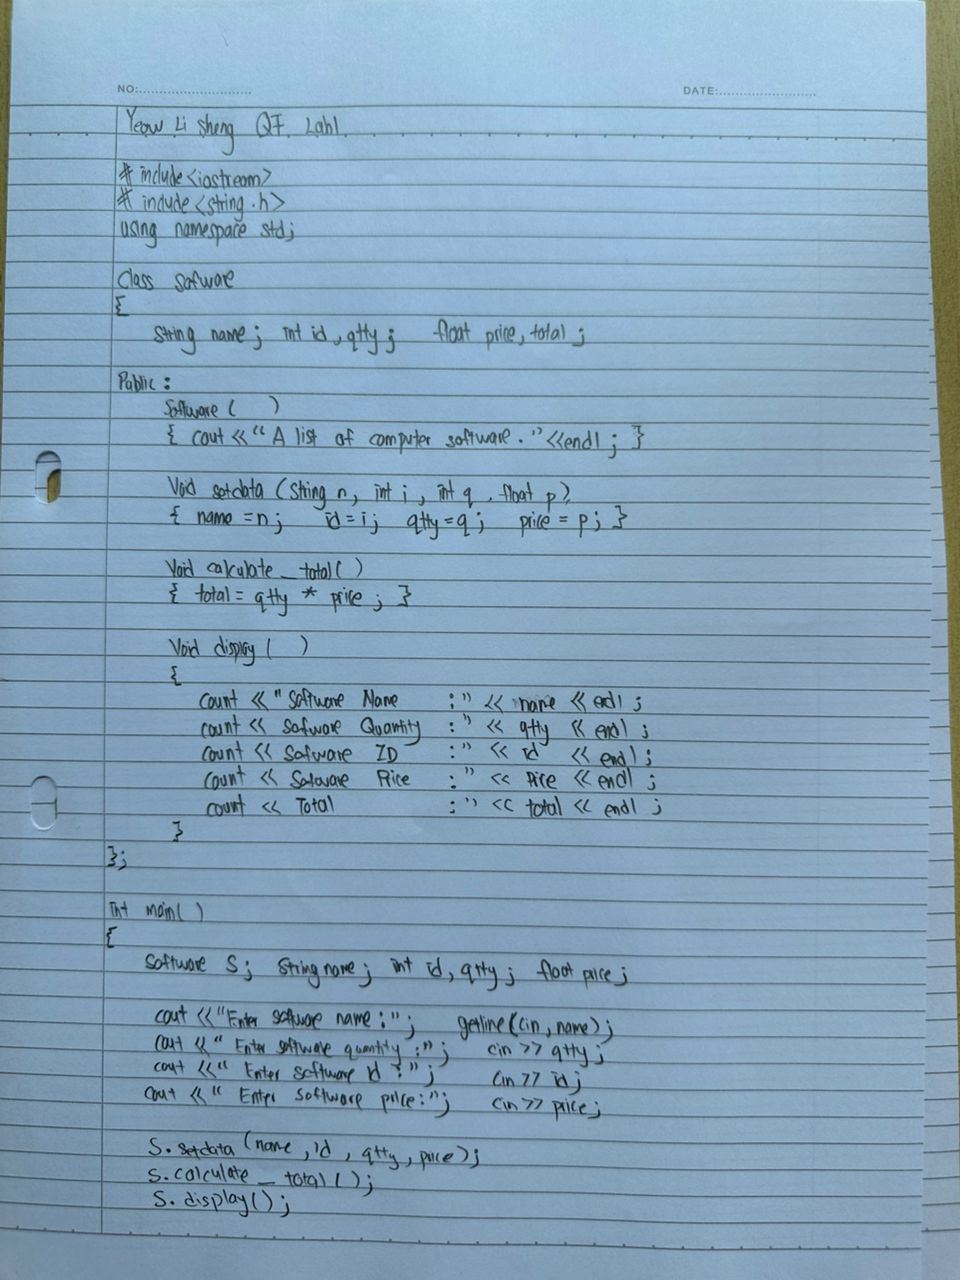 NO:
DATE:
Yeow Li Sheng Q7. Lab1
# include <iostream>
# include <string.h>
using namespace std;
Class sofware
{
String name; int id, qtty; float price, total;
Public:
Software ( )
{ cout << "A list of computer software." <<endl; }
Void setdata (String n, int i, int q, float p)
{ name = n; id = i; qtty = q; price = p; }
Void calculate_total( )
{ total = qtty * price; }
Void display ( )
{
count << "Software Name :" << name << endl;
count << Sofware Quantity :" << qtty << endl;
count << Sofware ID :" << id << endl;
count << Sofware Price :" << Price << endl;
count << Total :" << total << endl;
}
};
Int main( )
{
Software S; String name; int id, qtty; float price;
cout << "Enter software name:"; getline(cin, name);
cout << " Enter software quantity :"; cin >> qtty;
cout << " Enter software id :"; cin >> id;
cout << " Enter software price:"; cin >> price;
S. setdata (name, id, qtty, price);
S. calculate_total();
S. display();